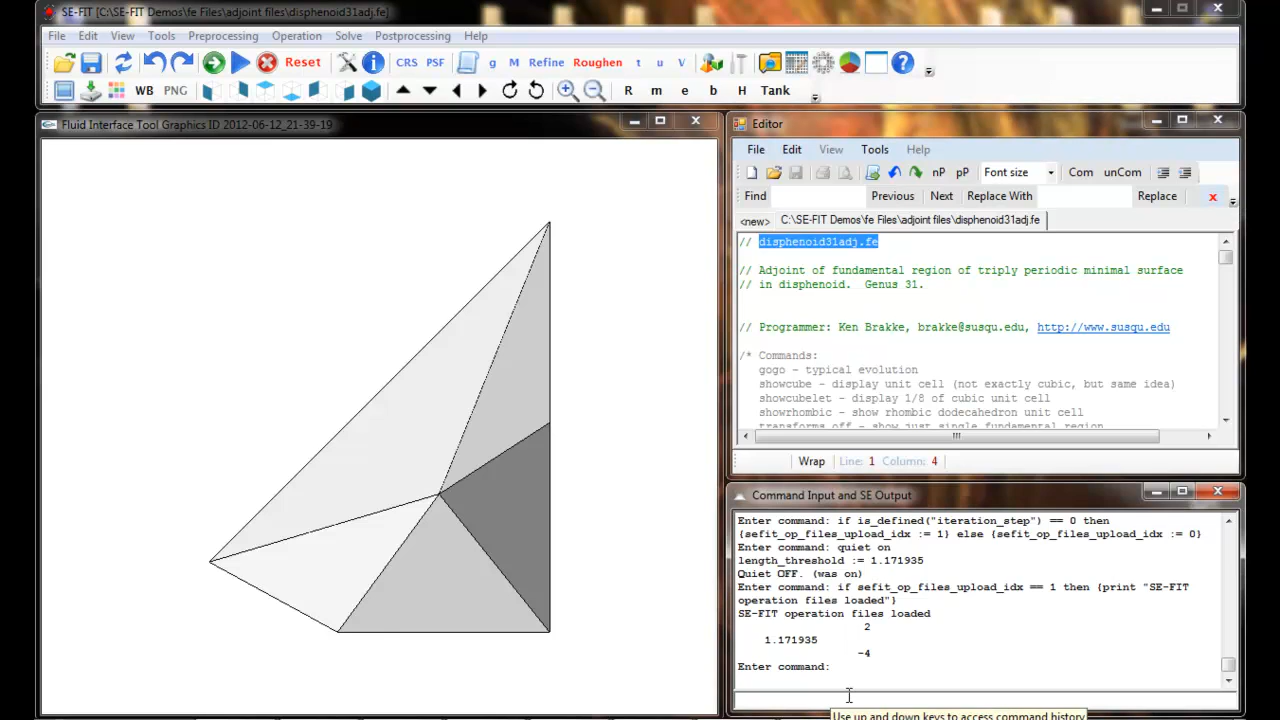 SE-FIT [C:\SE-FIT Demos\fe Files\adjoint files\disphenoid31adj.fe]
File Edit View Tools Preprocessing Operation Solve Postprocessing Help
Reset CRS PSF g M Refine Roughen t u V
WB PNG R m e b H Tank
Fluid Interface Tool Graphics ID 2012-06-12_21-39-19
Editor
File Edit View Tools Help
nP pP Font size Com unCom
Find Previous Next Replace With Replace x
<new> C:\SE-FIT Demos\fe Files\adjoint files\disphenoid31adj.fe
// disphenoid31adj.fe
// Adjoint of fundamental region of triply periodic minimal surface
// in disphenoid. Genus 31.
// Programmer: Ken Brakke, brakke@susqu.edu, http://www.susqu.edu
/* Commands:
gogo - typical evolution
showcube - display unit cell (not exactly cubic, but same idea)
showcubelet - display 1/8 of cubic unit cell
showrhombic - show rhombic dodecahedron unit cell
transforms off - show just single fundamental region
Wrap Line: 1 Column: 4
Command Input and SE Output
Enter command: if is_defined("iteration_step") == 0 then
{sefit_op_files_upload_idx := 1} else {sefit_op_files_upload_idx := 0}
Enter command: quiet on
length_threshold := 1.171935
Quiet OFF. (was on)
Enter command: if sefit_op_files_upload_idx == 1 then {print "SE-FIT
operation files loaded"}
SE-FIT operation files loaded
2
1.171935
-4
Enter command:
Use up and down keys to access command history